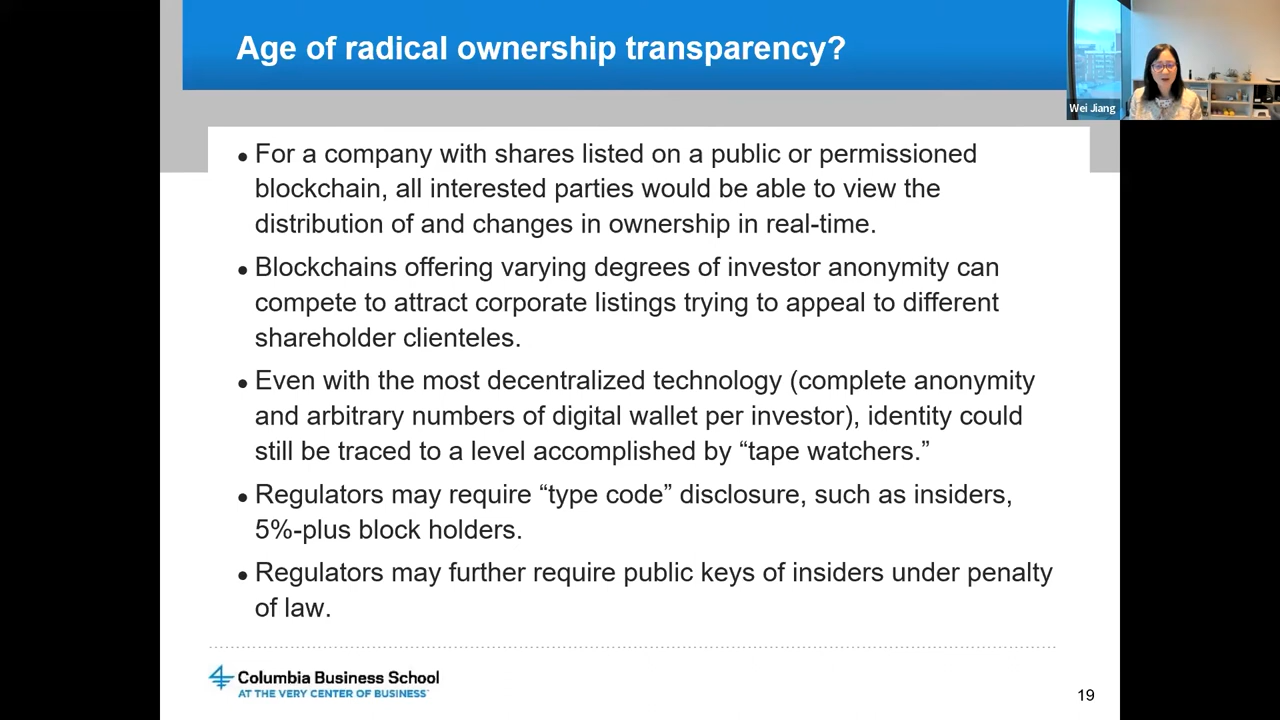 Age of radical ownership transparency?
Wei Jiang
● For a company with shares listed on a public or permissioned
blockchain, all interested parties would be able to view the
distribution of and changes in ownership in real-time.
● Blockchains offering varying degrees of investor anonymity can
compete to attract corporate listings trying to appeal to different
shareholder clienteles.
● Even with the most decentralized technology (complete anonymity
and arbitrary numbers of digital wallet per investor), identity could
still be traced to a level accomplished by “tape watchers.”
● Regulators may require “type code” disclosure, such as insiders,
5%-plus block holders.
● Regulators may further require public keys of insiders under penalty
of law.
Columbia Business School
AT THE VERY CENTER OF BUSINESS
19